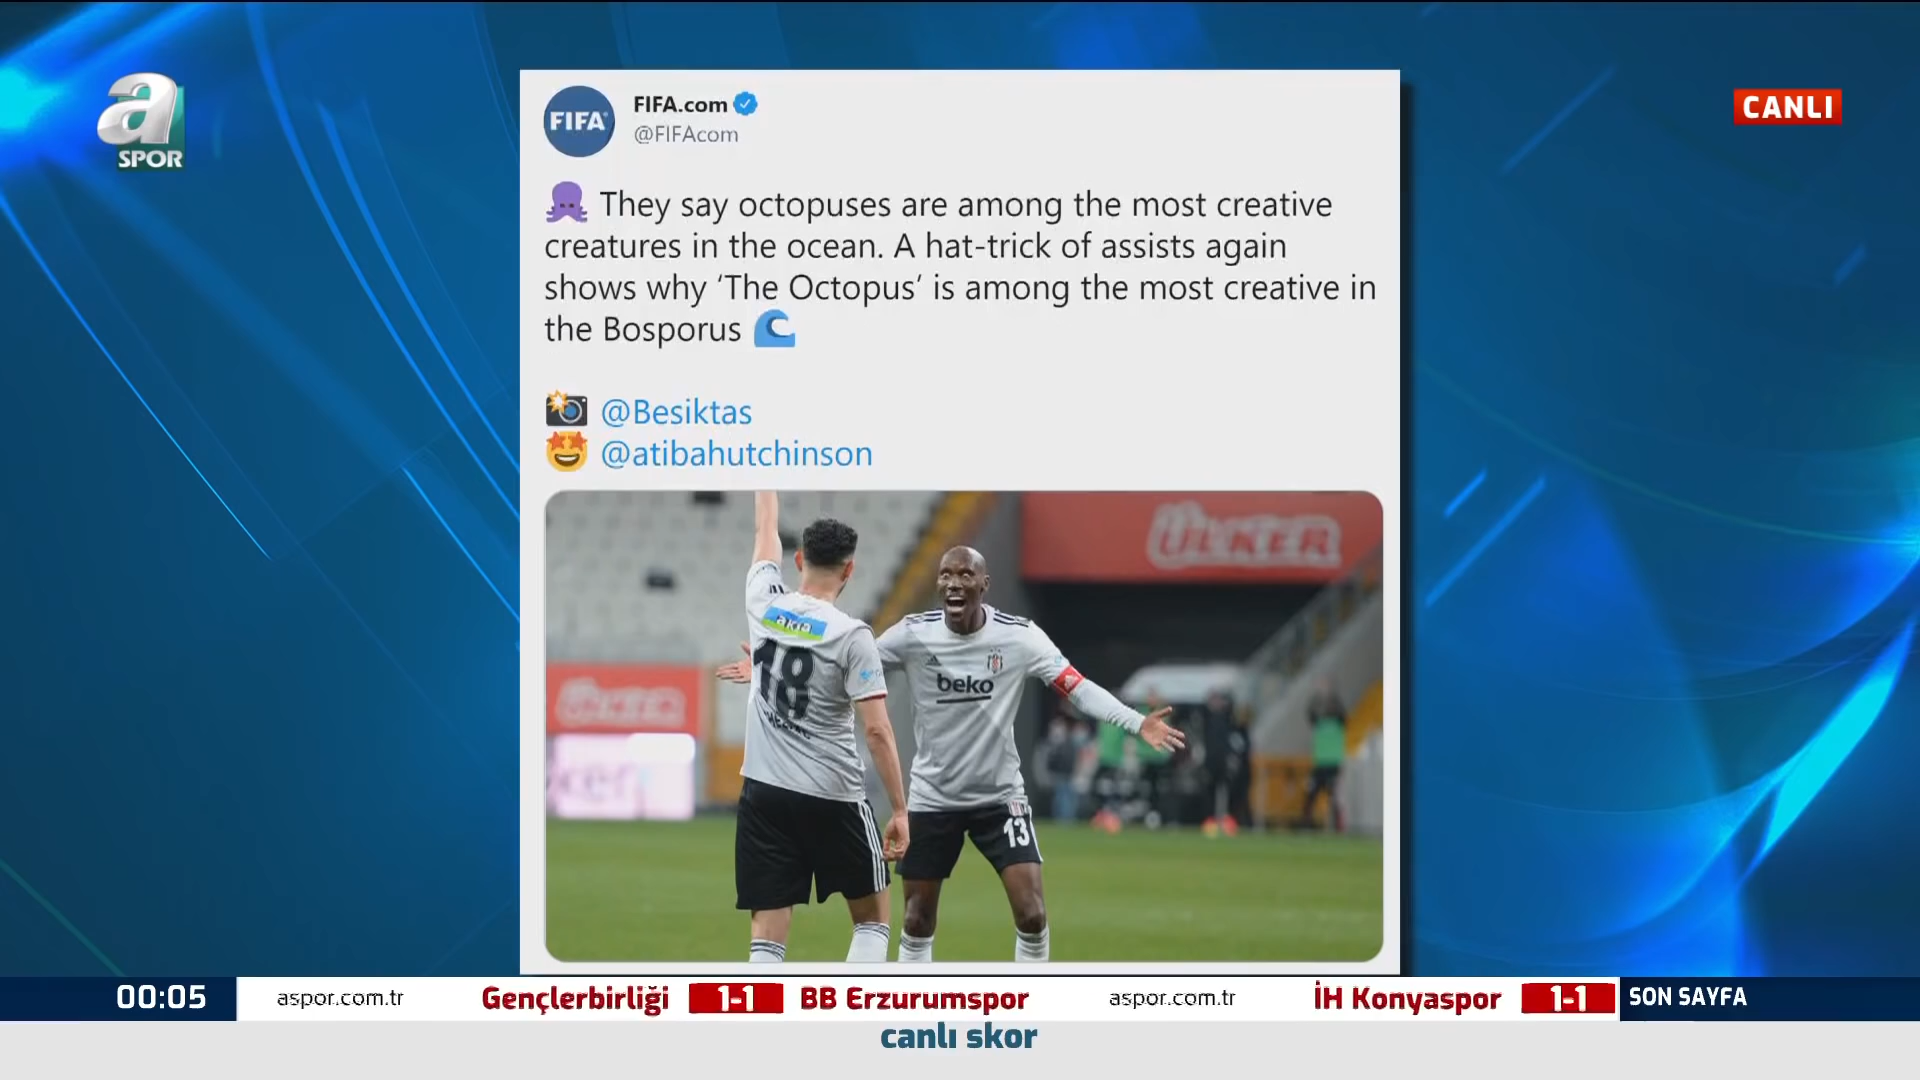 a
SPOR
CANLI
FIFA
FIFA.com
@FIFAcom
They say octopuses are among the most creative
creatures in the ocean. A hat-trick of assists again
shows why ‘The Octopus’ is among the most creative in
the Bosporus
@Besiktas
@atibahutchinson
ÜLKER
akia
18
beko
ÜLKER
13
00:05
aspor.com.tr
Gençlerbirliği 1-1 BB Erzurumspor
aspor.com.tr
İH Konyaspor 1-1
SON SAYFA
canlı skor